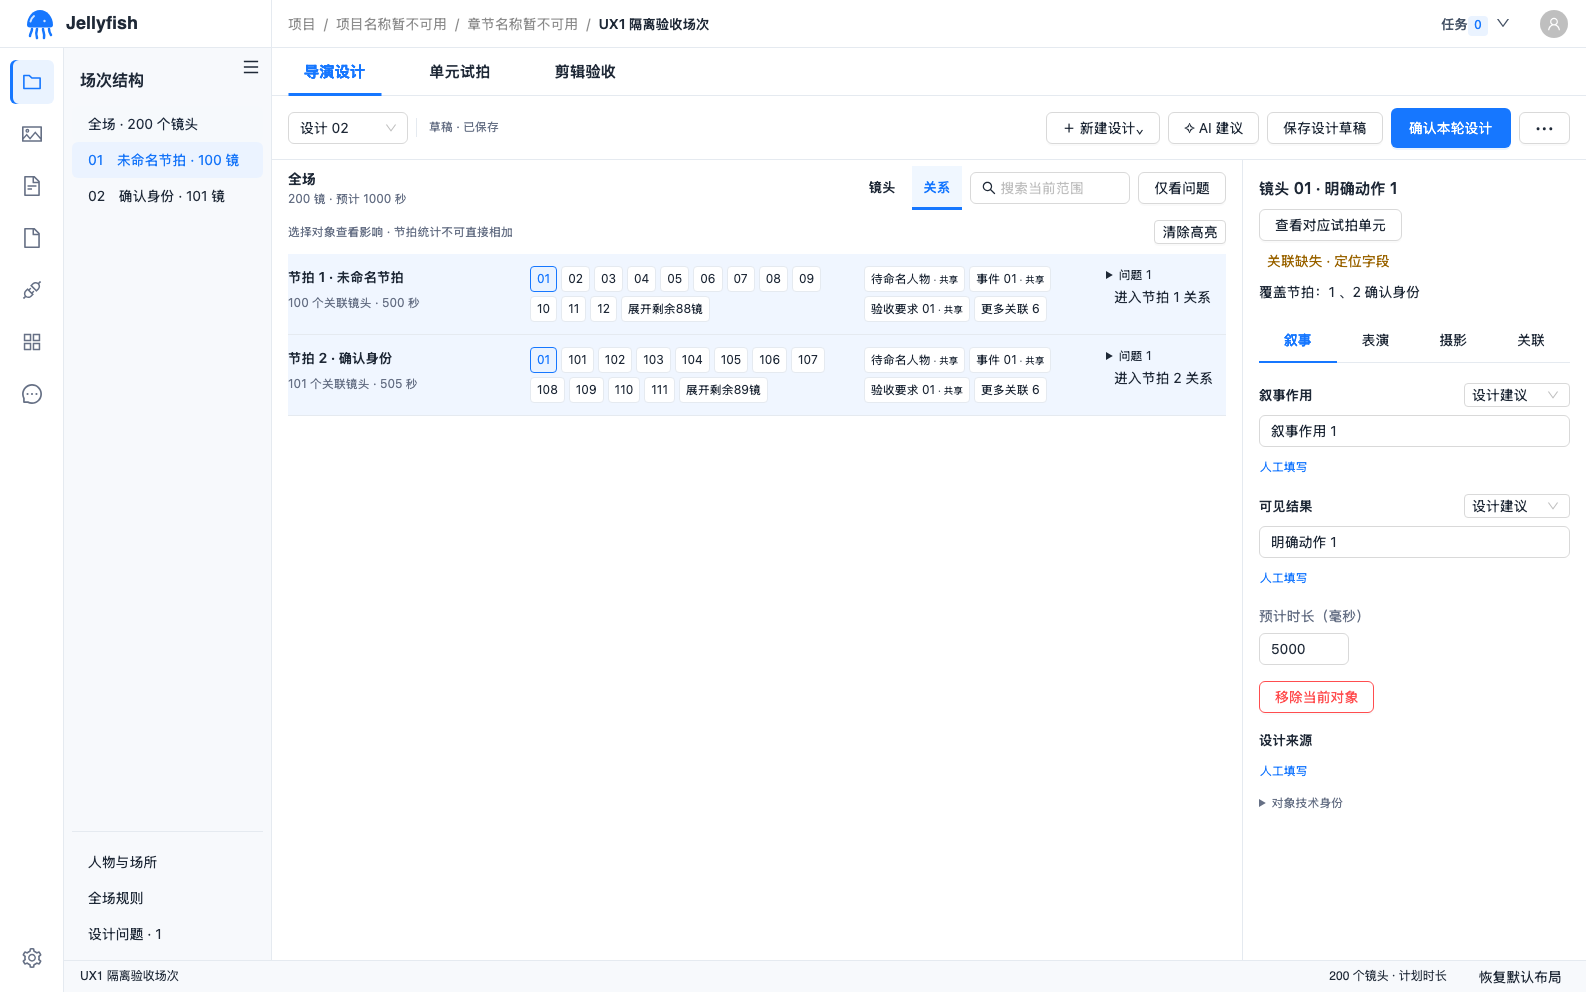 Jellyfish
项目 / 项目名称暂不可用 / 章节名称暂不可用 / UX1 隔离验收场次
任务 0
场次结构
全场 · 200 个镜头
01 未命名节拍 · 100 镜
02 确认身份 · 101 镜
人物与场所
全场规则
设计问题 · 1
导演设计 单元试拍 剪辑验收
设计 02
草稿 · 已保存
+ 新建设计
AI 建议
保存设计草稿
确认本轮设计
···
全场
200 镜 · 预计 1000 秒
镜头 关系
搜索当前范围
仅看问题
选择对象查看影响 · 节拍统计不可直接相加
清除高亮
节拍 1 · 未命名节拍
100 个关联镜头 · 500 秒
01 02 03 04 05 06 07 08 09
10 11 12 展开剩余88镜
待命名人物 · 共享 事件 01 · 共享
验收要求 01 · 共享 更多关联 6
问题 1
进入节拍 1 关系
节拍 2 · 确认身份
101 个关联镜头 · 505 秒
01 101 102 103 104 105 106 107
108 109 110 111 展开剩余89镜
待命名人物 · 共享 事件 01 · 共享
验收要求 01 · 共享 更多关联 6
问题 1
进入节拍 2 关系
镜头 01 · 明确动作 1
查看对应试拍单元
关联缺失 · 定位字段
覆盖节拍：1 、2 确认身份
叙事 表演 摄影 关联
叙事作用 设计建议
叙事作用 1
人工填写
可见结果 设计建议
明确动作 1
人工填写
预计时长（毫秒）
5000
移除当前对象
设计来源
人工填写
对象技术身份
UX1 隔离验收场次
200 个镜头 · 计划时长
恢复默认布局